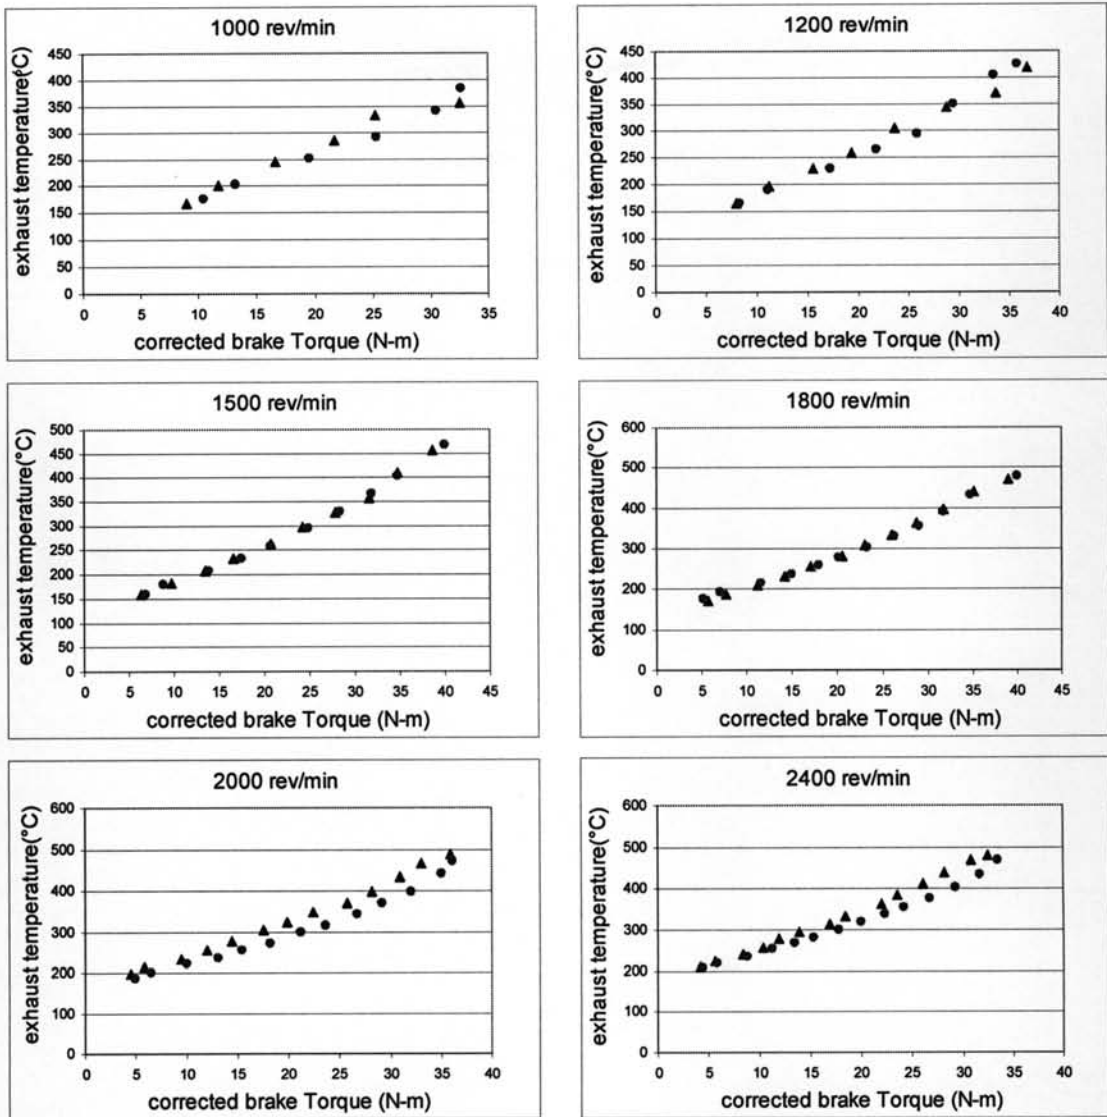 1000 rev/min
exhaust temperature(C)
450
400
350
300
250
200
150
100
50
0
0 5 10 15 20 25 30 35
corrected brake Torque (N-m)
1200 rev/min
exhaust temperature(°C)
450
400
350
300
250
200
150
100
50
0
0 5 10 15 20 25 30 35 40
corrected brake Torque (N-m)
1500 rev/min
exhaust temperature(°C)
500
450
400
350
300
250
200
150
100
50
0
0 5 10 15 20 25 30 35 40 45
corrected brake Torque (N-m)
1800 rev/min
exhaust temperature(°C)
600
500
400
300
200
100
0
0 5 10 15 20 25 30 35 40 45
corrected brake Torque (N-m)
2000 rev/min
exhaust temperature(°C)
600
500
400
300
200
100
0
0 5 10 15 20 25 30 35 40
corrected brake Torque (N-m)
2400 rev/min
exhaust temperature(°C)
600
500
400
300
200
100
0
0 5 10 15 20 25 30 35 40
corrected brake Torque (N-m)